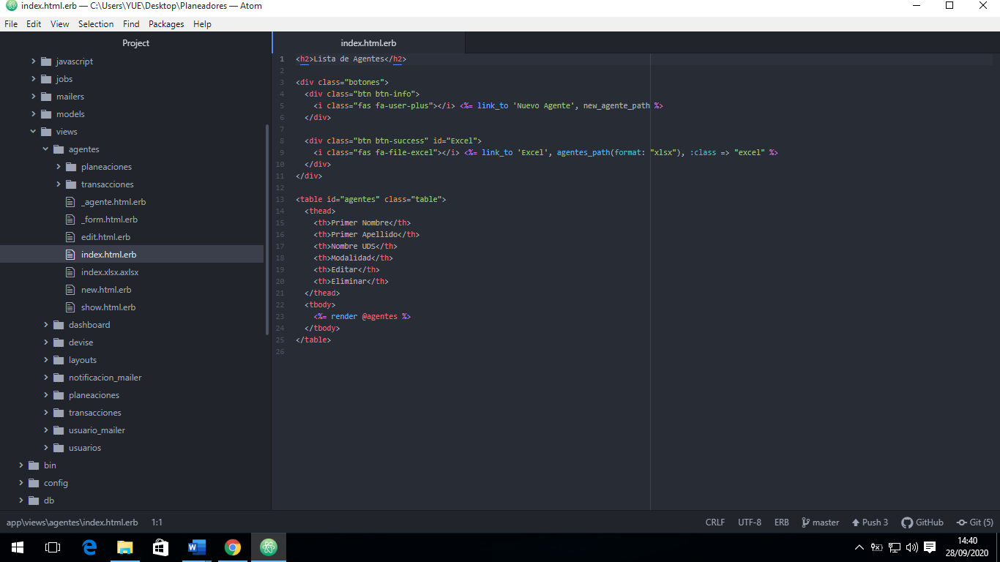 index.html.erb — C:\Users\YUE\Desktop\Planeadores — Atom
File Edit View Selection Find Packages Help
Project
javascript
jobs
mailers
models
views
agentes
planeaciones
transacciones
_agente.html.erb
_form.html.erb
edit.html.erb
index.html.erb
index.xlsx.axlsx
new.html.erb
show.html.erb
dashboard
devise
layouts
notificacion_mailer
planeaciones
transacciones
usuario_mailer
usuarios
bin
config
db
index.html.erb
1 <h2>Lista de Agentes</h2>
2
3 <div class="botones">
4   <div class="btn btn-info">
5     <i class="fas fa-user-plus"></i> <%= link_to 'Nuevo Agente', new_agente_path %>
6   </div>
7
8   <div class="btn btn-success" id="Excel">
9     <i class="fas fa-file-excel"></i> <%= link_to 'Excel', agentes_path(format: "xlsx"), :class => "excel" %>
10   </div>
11 </div>
12
13 <table id="agentes" class="table">
14   <thead>
15     <th>Primer Nombre</th>
16     <th>Primer Apellido</th>
17     <th>Nombre UDS</th>
18     <th>Modalidad</th>
19     <th>Editar</th>
20     <th>Eliminar</th>
21   </thead>
22   <tbody>
23     <%= render @agentes %>
24   </tbody>
25 </table>
26
app\views\agentes\index.html.erb 1:1 CRLF UTF-8 ERB master Push 3 GitHub Git (5)
14:40
28/09/2020